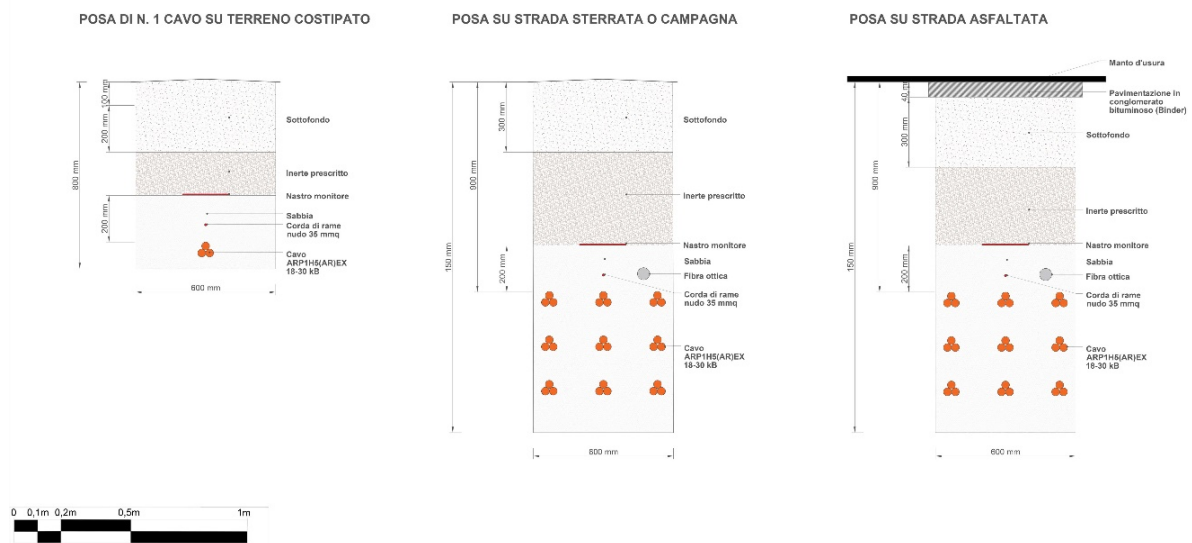 POSA DI N. 1 CAVO SU TERRENO COSTIPATO
800 mm
100 mm
200 mm
200 mm
600 mm
Sottofondo
Inerte prescritto
Nastro monitore
Sabbia
Corda di rame
nudo 35 mmq
Cavo
ARP1H5(AR)EX
18-30 kB
POSA SU STRADA STERRATA O CAMPAGNA
150 mm
900 mm
300 mm
200 mm
600 mm
Inerte prescritto
Nastro monitore
Sabbia
Fibra ottica
Corda di rame
nudo 35 mmq
Cavo
ARP1H5(AR)EX
18-30 kB
POSA SU STRADA ASFALTATA
150 mm
900 mm
40 mm
300 mm
200 mm
600 mm
Manto d'usura
Pavimentazione in
conglomerato
bituminoso (Binder)
Sottofondo
Inerte prescritto
Nastro monitore
Sabbia
Fibra ottica
Corda di rame
nudo 35 mmq
Cavo
ARP1H5(AR)EX
18-30 kB
0 0,1m 0,2m 0,5m 1m